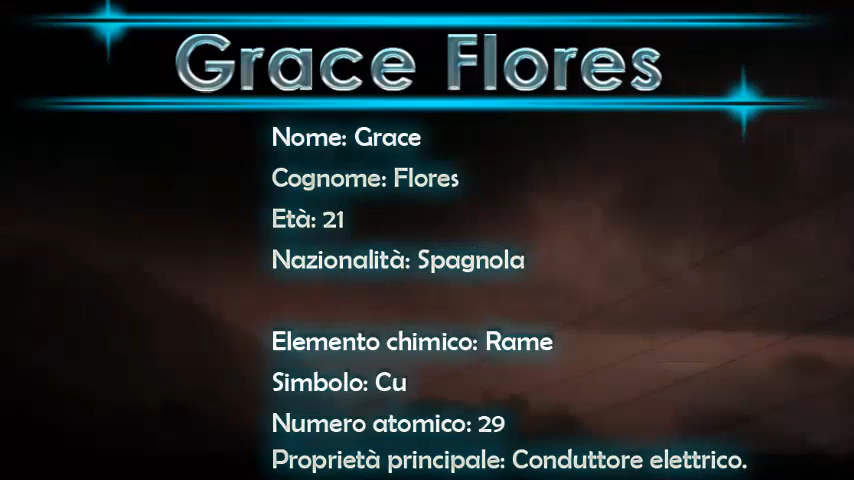 Grace Flores
Nome: Grace
Cognome: Flores
Età: 21
Nazionalità: Spagnola
Elemento chimico: Rame
Simbolo: Cu
Numero atomico: 29
Proprietà principale: Conduttore elettrico.